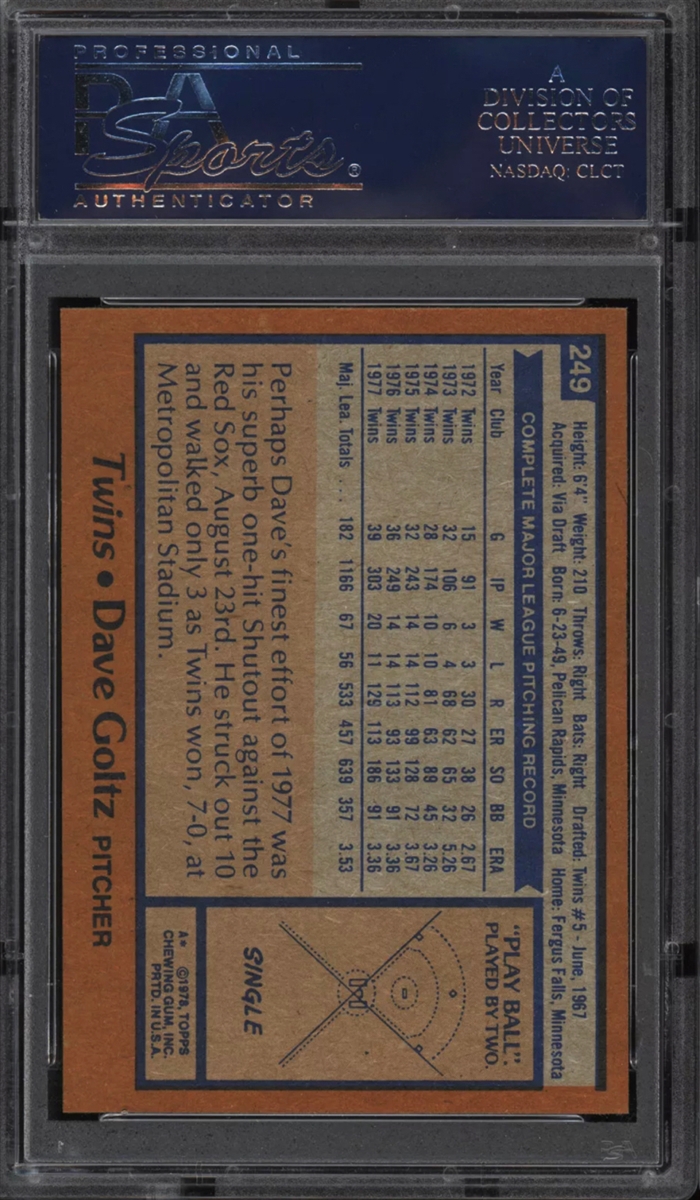 PROFESSIONAL
PSA
Sports®
AUTHENTICATOR
A
DIVISION OF
COLLECTORS
UNIVERSE
NASDAQ: CLCT
249
Height: 6'4" Weight: 210 Throws: Right Bats: Right Drafted: Twins #5 - June, 1967
Acquired: Via Draft Born: 6-23-49, Pelican Rapids, Minnesota Home: Fergus Falls, Minnesota
COMPLETE MAJOR LEAGUE PITCHING RECORD
Year Club G IP W L R ER SO BB ERA
1972 Twins 15 91 3 3 30 27 38 26 2.67
1973 Twins 32 106 6 4 68 62 65 32 5.26
1974 Twins 28 174 10 10 81 63 89 45 3.26
1975 Twins 32 243 14 14 112 99 128 72 3.67
1976 Twins 36 249 14 14 113 93 133 91 3.36
1977 Twins 39 303 20 11 129 113 186 91 3.36
Maj. Lea. Totals ... 182 1166 67 56 533 457 639 357 3.53
Perhaps Dave's finest effort of 1977 was
his superb one-hit Shutout against the
Red Sox, August 23rd. He struck out 10
and walked only 3 as Twins won, 7-0, at
Metropolitan Stadium.
"PLAY BALL".
PLAYED BY TWO.
SINGLE
A* ©1978, TOPPS
CHEWING GUM, INC.
PRTD. IN U.S.A.
Twins • Dave Goltz PITCHER